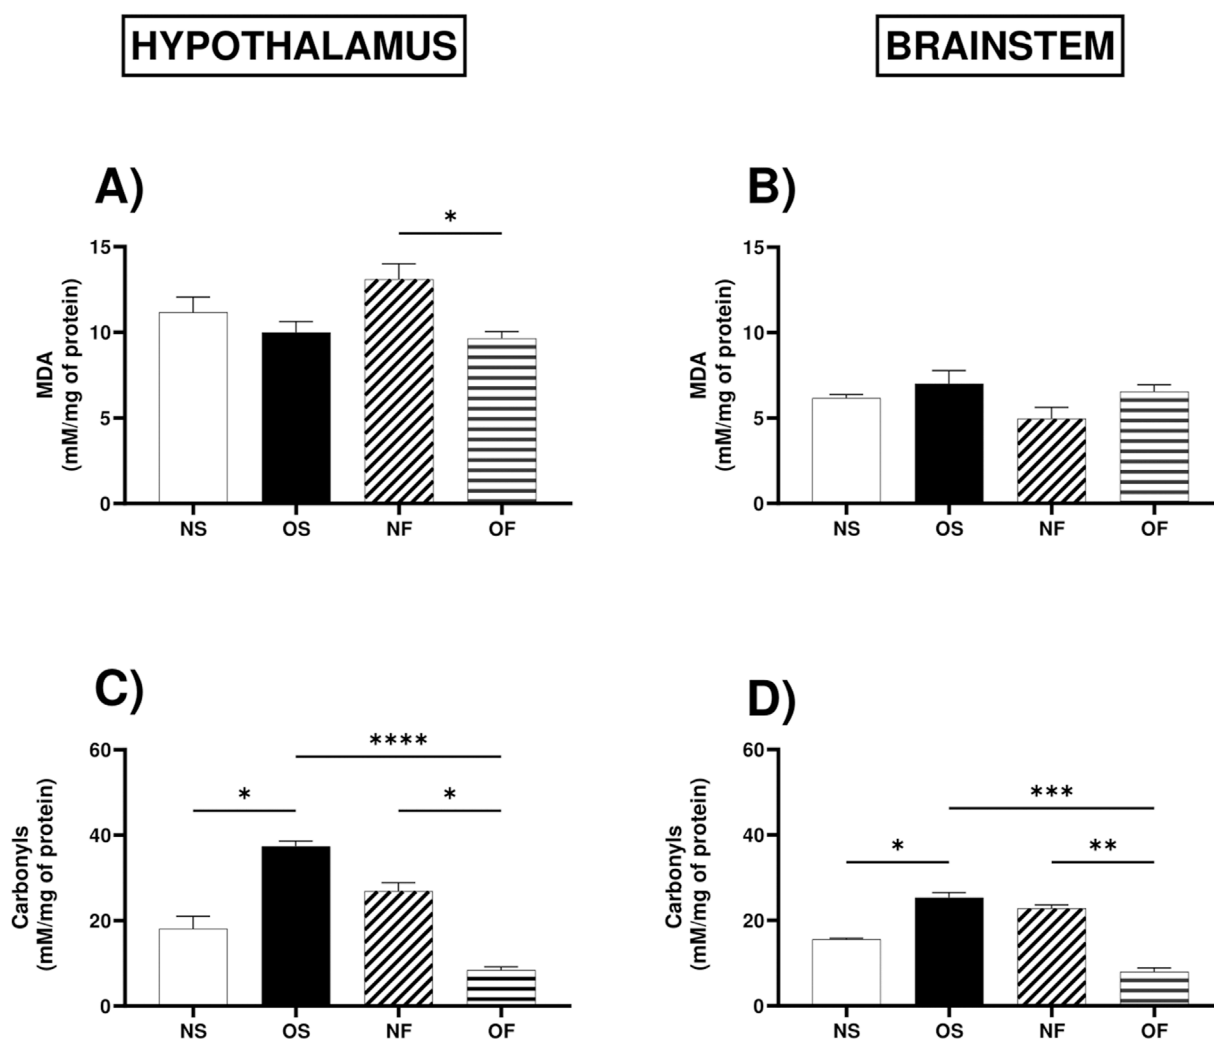 HYPOTHALAMUS
BRAINSTEM
A)
*
15
10
5
0
MDA
(mM/mg of protein)
NS OS NF OF
B)
15
10
5
0
MDA
(mM/mg of protein)
NS OS NF OF
C)
****
*
*
60
40
20
0
Carbonyls
(mM/mg of protein)
NS OS NF OF
D)
***
*
**
60
40
20
0
Carbonyls
(mM/mg of protein)
NS OS NF OF